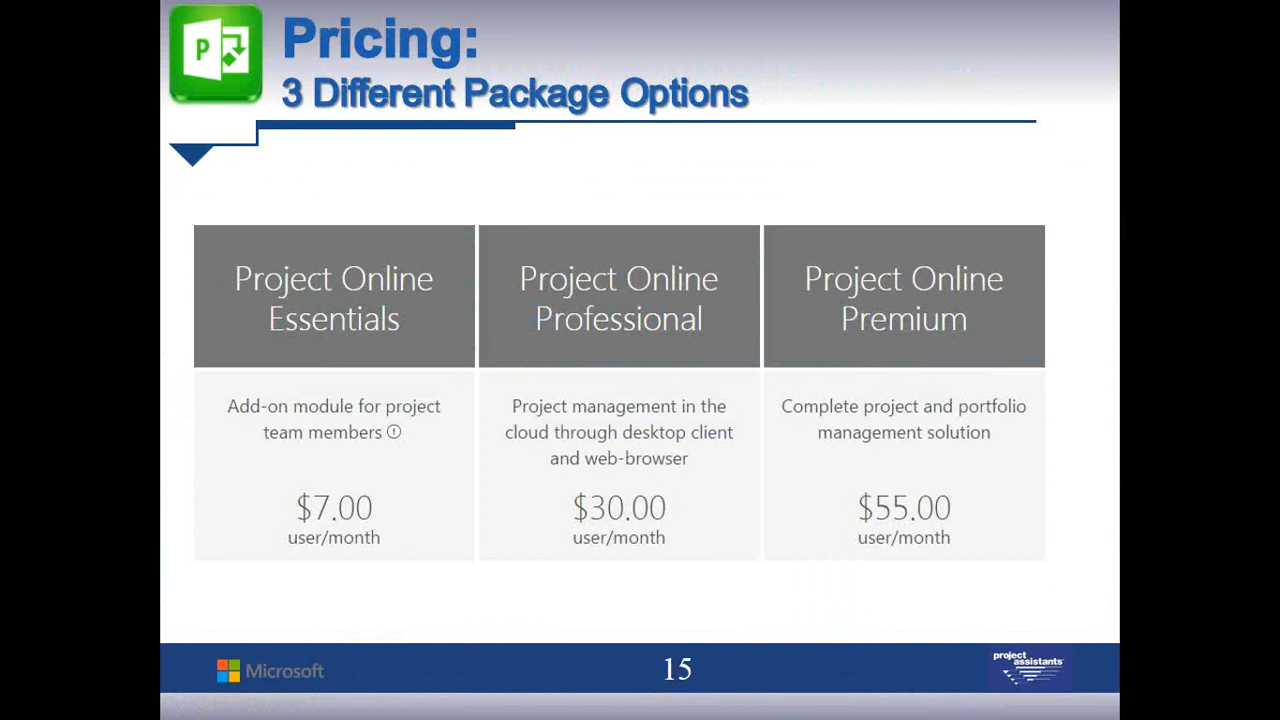 P
Pricing:
3 Different Package Options
Project Online
Essentials
Project Online
Professional
Project Online
Premium
Add-on module for project
team members
$7.00
user/month
Project management in the
cloud through desktop client
and web-browser
$30.00
user/month
Complete project and portfolio
management solution
$55.00
user/month
Microsoft
15
project
assistants